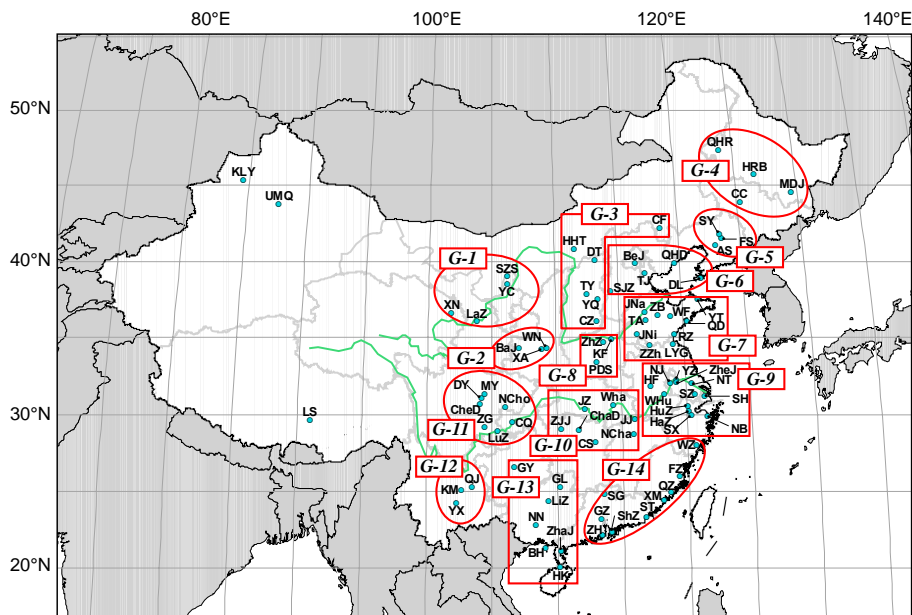 80°E 100°E 120°E 140°E
50°N
40°N
30°N
20°N
QHR
G-4
HRB
KLY
MDJ
UMQ
CC
G-3
CF
SY
HHT
DT
FS
AS
G-1
BeJ
QHD
G-5
SZS
TJ
DL
G-6
YC
TY
SJZ
XN
YQ
JNa
ZB
WF
YT
LaZ
CZ
TA
QD
RZ
WN
ZhZ
JNi
G-7
BaJ
KF
XA
ZZh
LYG
G-2
G-8
PDS
NJ
YZ
ZheJ
DY
MY
HF
NT
G-9
NCho
JZ
Wha
WHu
SZ
SH
CheD
ChaD
HuZ
LS
ZG
CQ
ZJJ
JJ
HaZ
NB
G-11
LuZ
G-10
CS
NCha
SX
WZ
G-12
GY
G-14
FZ
QJ
G-13
GL
QZ
KM
LiZ
SG
XM
YX
GZ
ShZ
ST
NN
ZH
ZhaJ
BH
HK